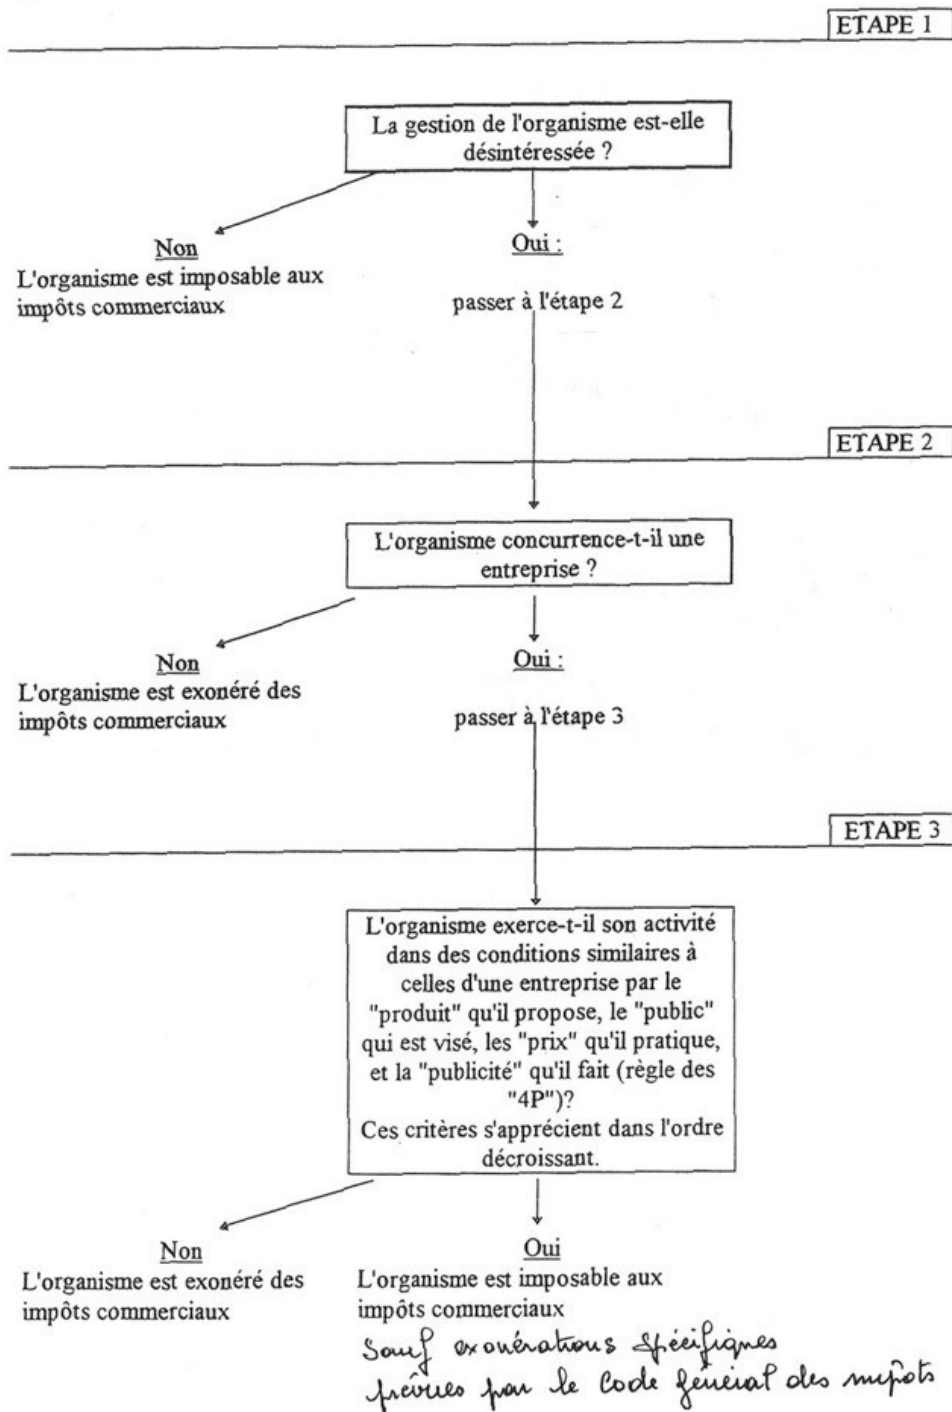 ETAPE 1
La gestion de l'organisme est-elle
désintéressée ?
Non
L'organisme est imposable aux
impôts commerciaux
Oui :
passer à l'étape 2
ETAPE 2
L'organisme concurrence-t-il une
entreprise ?
Non
L'organisme est exonéré des
impôts commerciaux
Oui :
passer à l'étape 3
ETAPE 3
L'organisme exerce-t-il son activité
dans des conditions similaires à
celles d'une entreprise par le
"produit" qu'il propose, le "public"
qui est visé, les "prix" qu'il pratique,
et la "publicité" qu'il fait (règle des
"4P")?
Ces critères s'apprécient dans l'ordre
décroissant.
Non
L'organisme est exonéré des
impôts commerciaux
Oui
L'organisme est imposable aux
impôts commerciaux
sauf exonérations spécifiques
prévues par le Code général des impôts